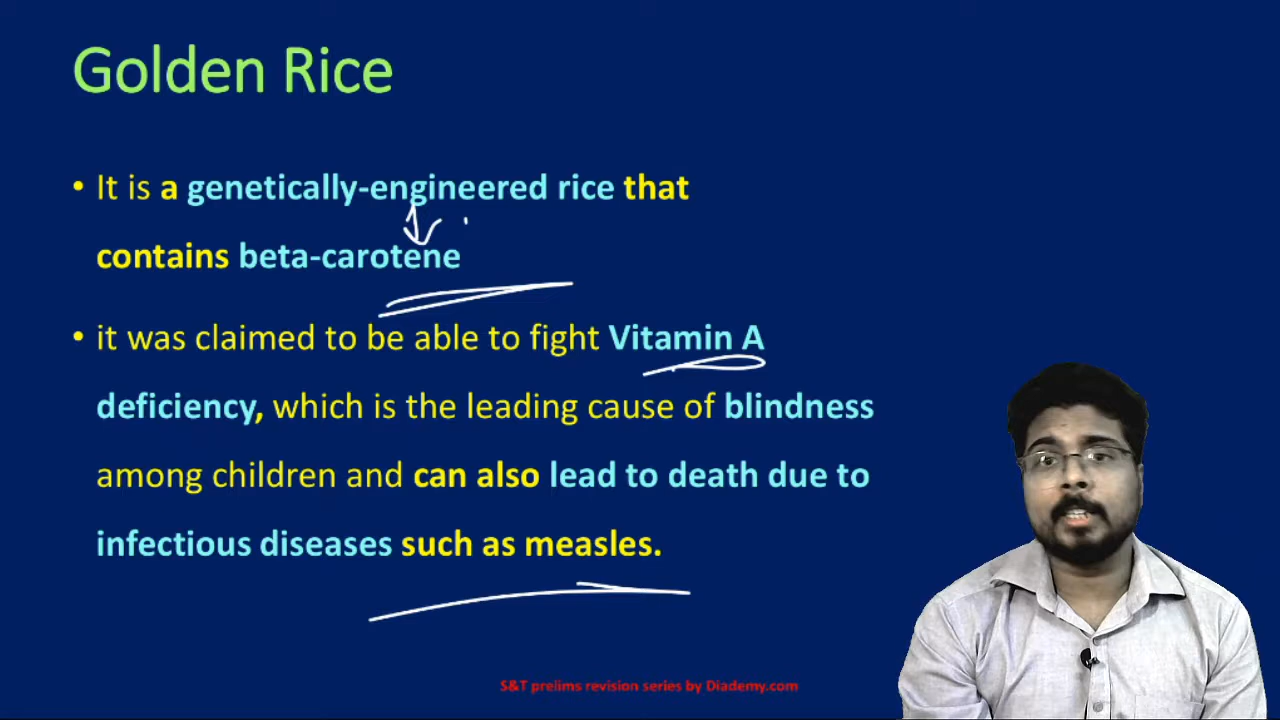 Golden Rice
• It is a genetically-engineered rice that
contains beta-carotene
• it was claimed to be able to fight Vitamin A
deficiency, which is the leading cause of blindness
among children and can also lead to death due to
infectious diseases such as measles.
S&T prelims revision series by Diademy.com